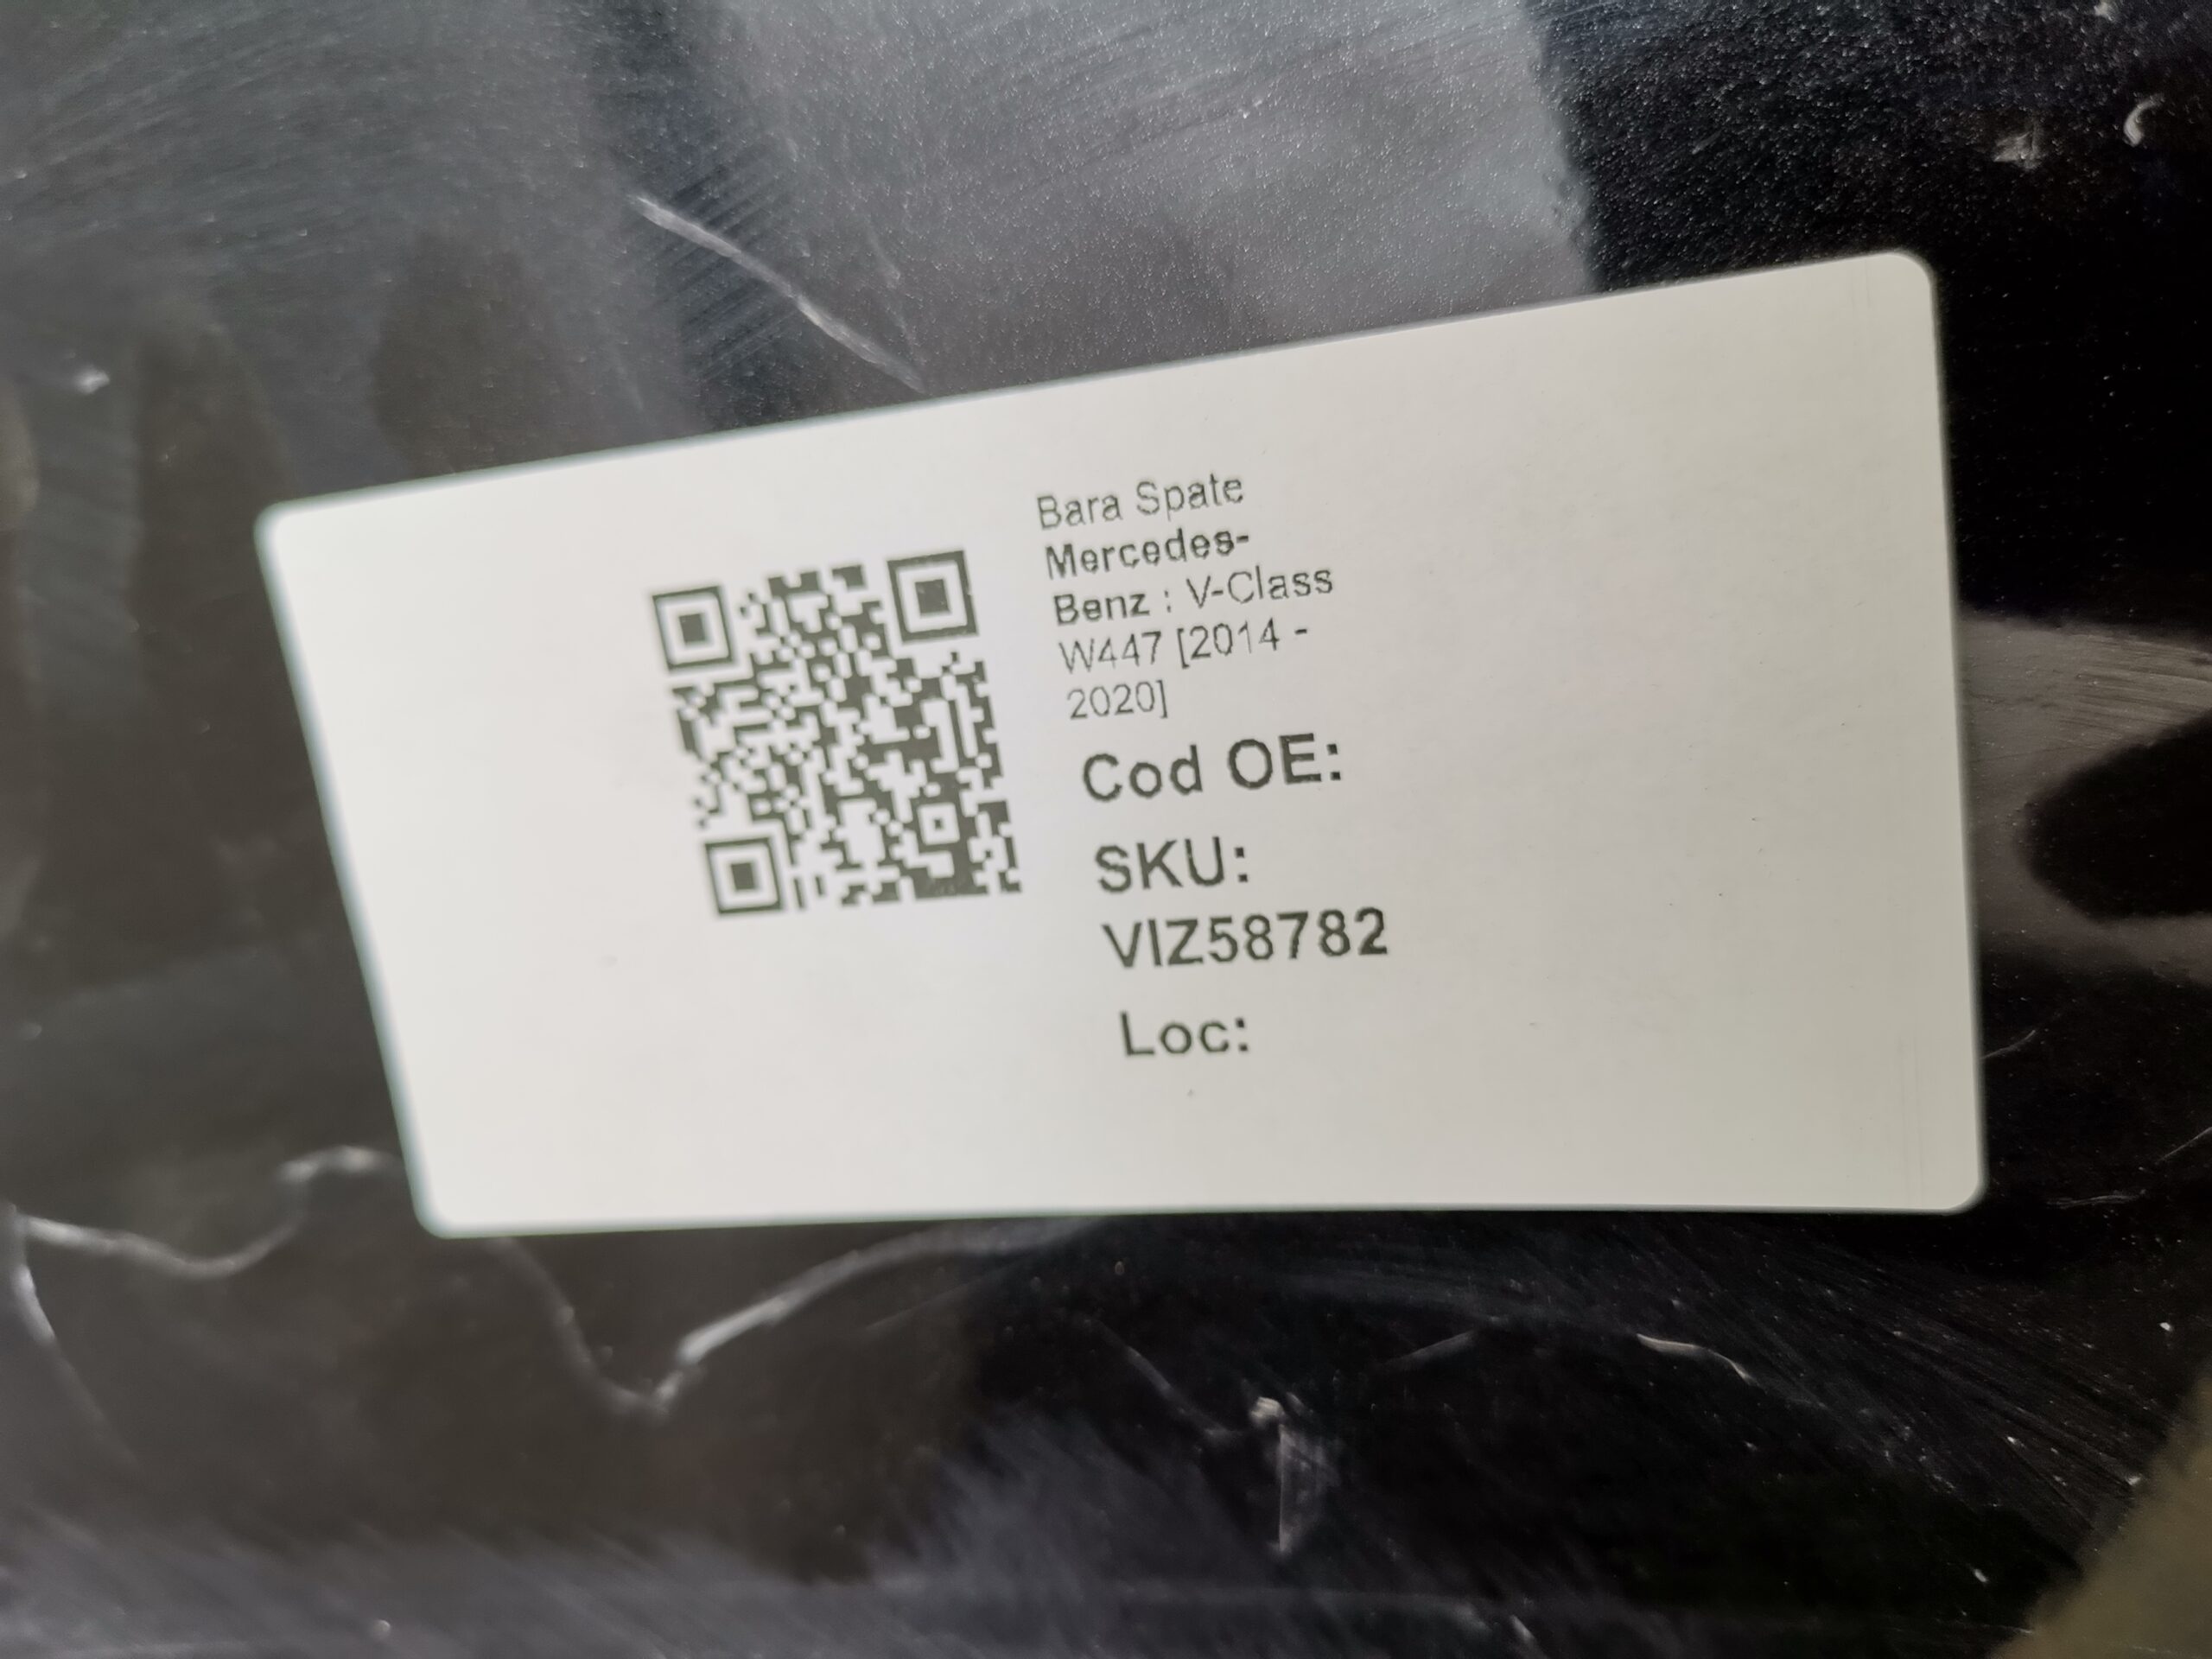 Bara Spate
Mercedes-
Benz : V-Class
W447 [2014 -
2020]
Cod OE:
SKU:
VIZ58782
Loc: